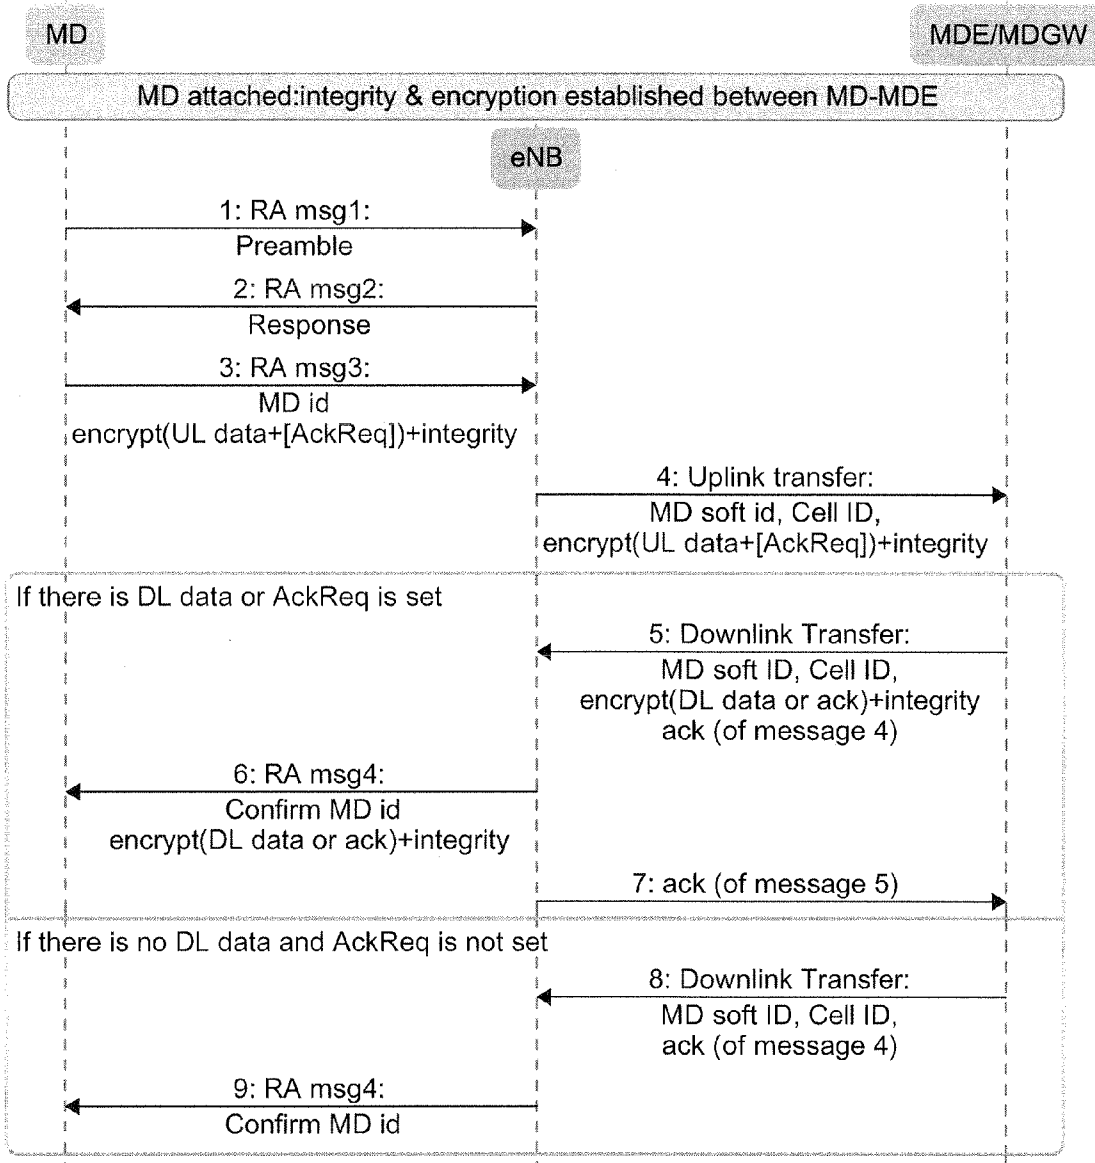 MD
MDE/MDGW
MD attached:integrity & encryption established between MD-MDE
eNB
1: RA msg1:
Preamble
2: RA msg2:
Response
3: RA msg3:
MD id
encrypt(UL data+[AckReq])+integrity
4: Uplink transfer:
MD soft id, Cell ID,
encrypt(UL data+[AckReq])+integrity
If there is DL data or AckReq is set
5: Downlink Transfer:
MD soft ID, Cell ID,
encrypt(DL data or ack)+integrity
ack (of message 4)
6: RA msg4:
Confirm MD id
encrypt(DL data or ack)+integrity
7: ack (of message 5)
If there is no DL data and AckReq is not set
8: Downlink Transfer:
MD soft ID, Cell ID,
ack (of message 4)
9: RA msg4:
Confirm MD id